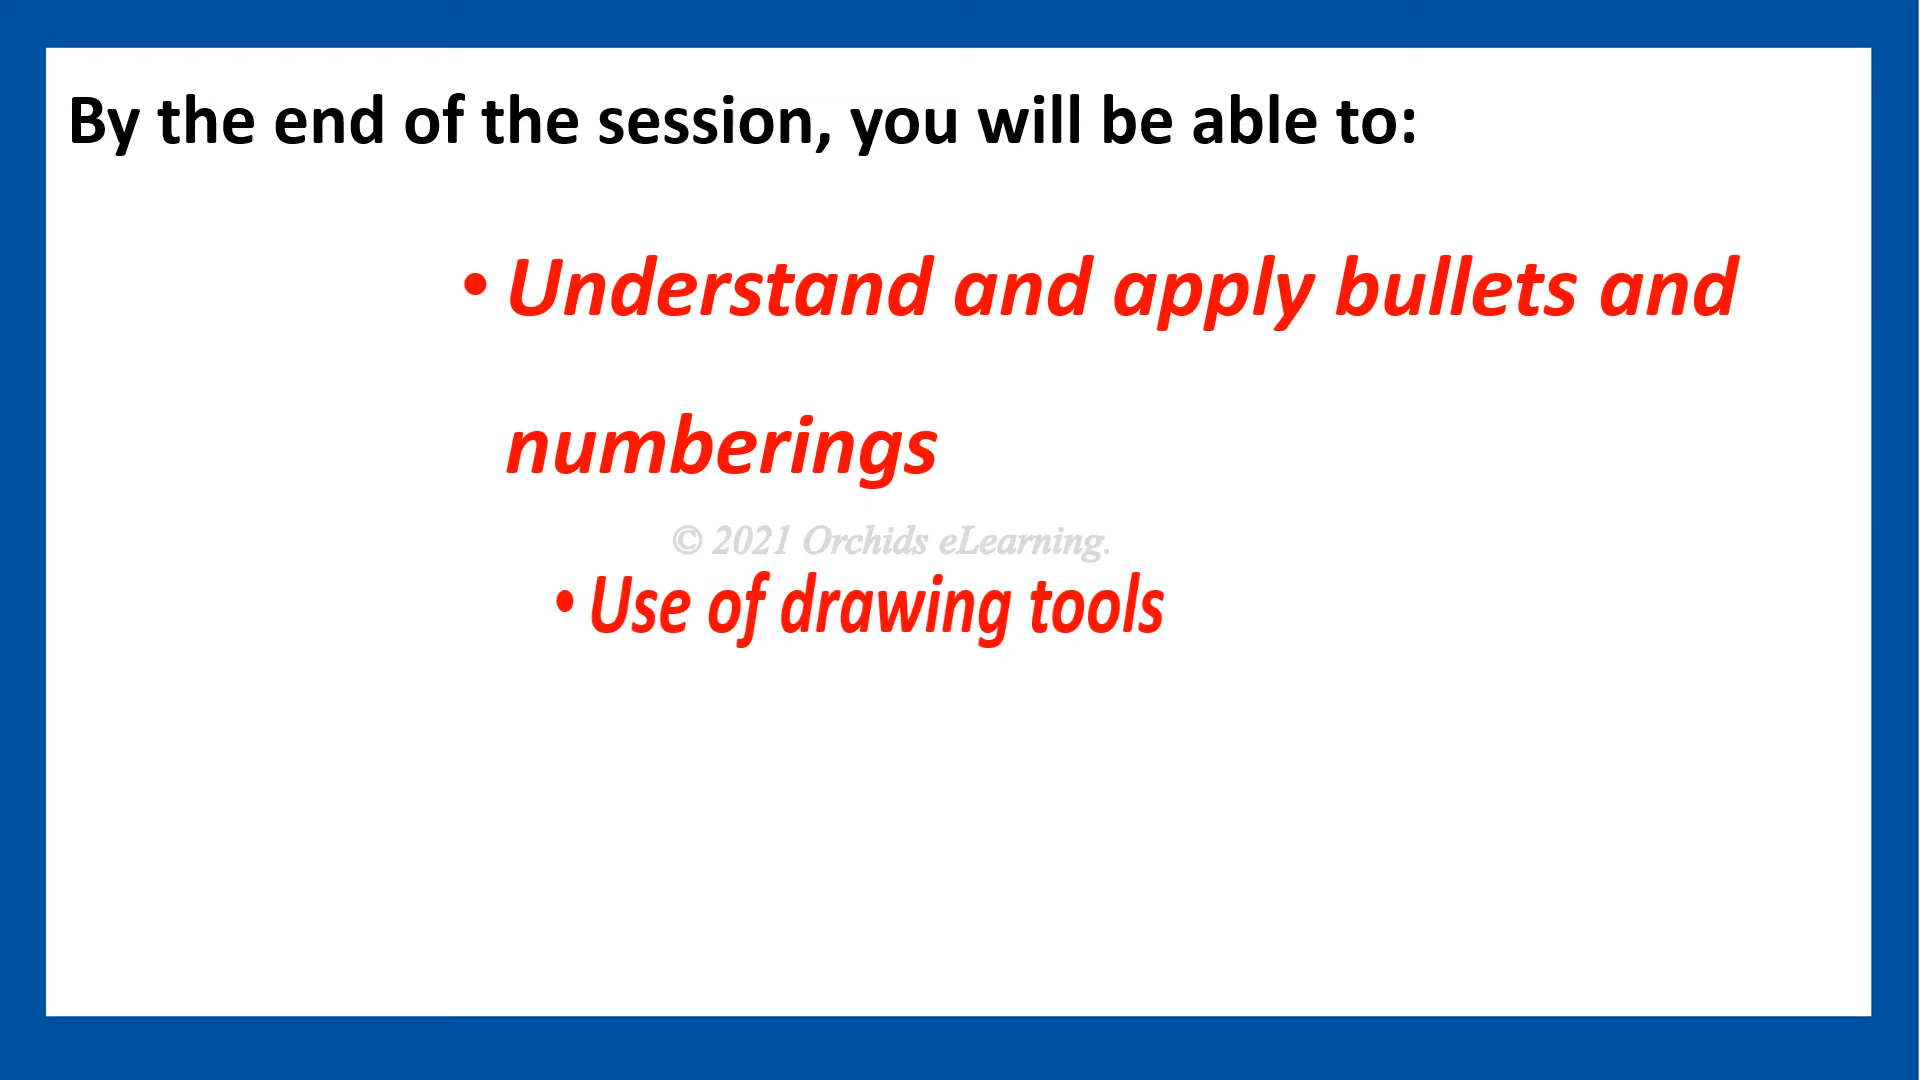 By the end of the session, you will be able to:
• Understand and apply bullets and
numberings
© 2021 Orchids eLearning.
• Use of drawing tools